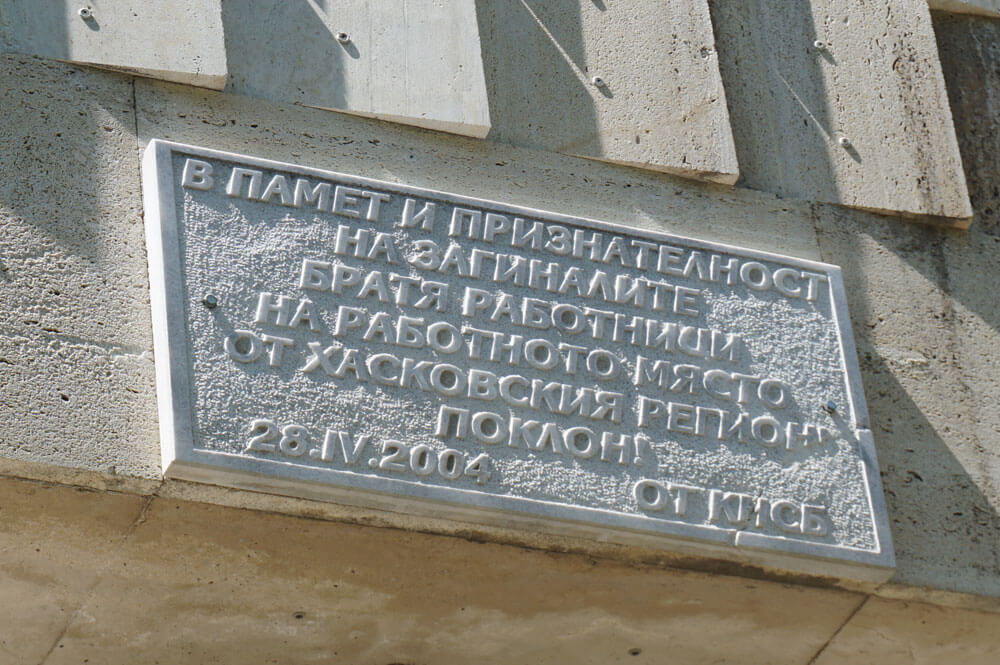 В ПАМЕТ И ПРИЗНАТЕЛНОСТ
НА ЗАГИНАЛИТЕ
БРАТЯ РАБОТНИЦИ
НА РАБОТНОТО МЯСТО
ОТ ХАСКОВСКИЯ РЕГИОН
ПОКЛОН!
28.IV.2004
ОТ КНСБ